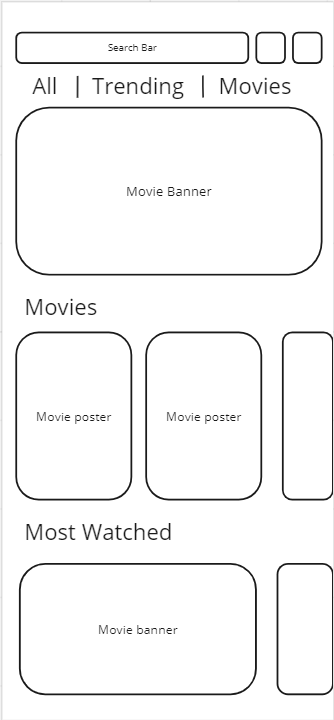 Search Bar
All | Trending | Movies
Movie Banner
Movies
Movie poster
Movie poster
Most Watched
Movie banner